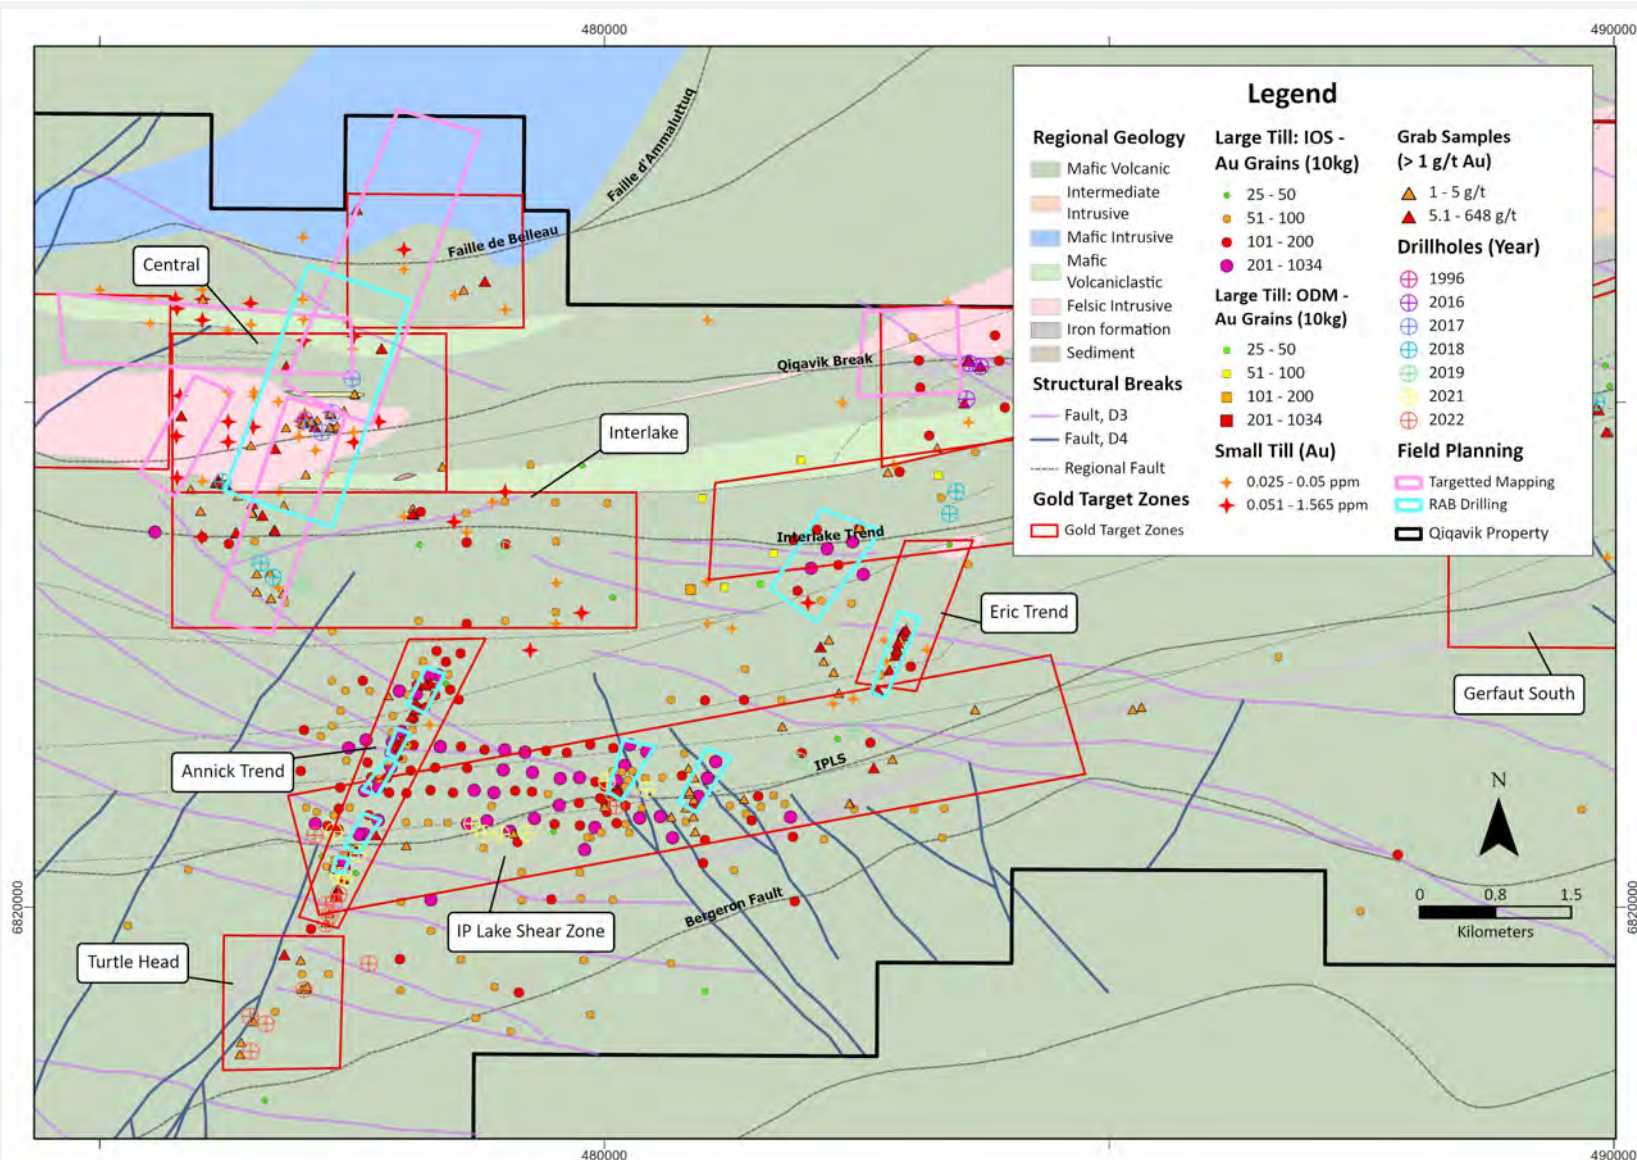 480000
490000
Legend
Regional Geology
Mafic Volcanic
Intermediate
Intrusive
Mafic Intrusive
Mafic
Volcaniclastic
Felsic Intrusive
Iron formation
Sediment
Structural Breaks
Fault, D3
Fault, D4
Regional Fault
Gold Target Zones
Gold Target Zones
Large Till: IOS -
Au Grains (10kg)
25 - 50
51 - 100
101 - 200
201 - 1034
Large Till: ODM -
Au Grains (10kg)
25 - 50
51 - 100
101 - 200
201 - 1034
Small Till (Au)
0.025 - 0.05 ppm
0.051 - 1.565 ppm
Grab Samples
(> 1 g/t Au)
1 - 5 g/t
5.1 - 648 g/t
Drillholes (Year)
1996
2016
2017
2018
2019
2021
2022
Field Planning
Targetted Mapping
RAB Drilling
Qiqavik Property
Faille d'Ammaluttuq
Faille de Belleau
Central
Qiqavik Break
Interlake
Interlake Trend
Eric Trend
Gerfaut South
Annick Trend
IPLS
IP Lake Shear Zone
Bergeron Fault
Turtle Head
N
0 0.8 1.5
Kilometers
6820000
6820000
480000
490000